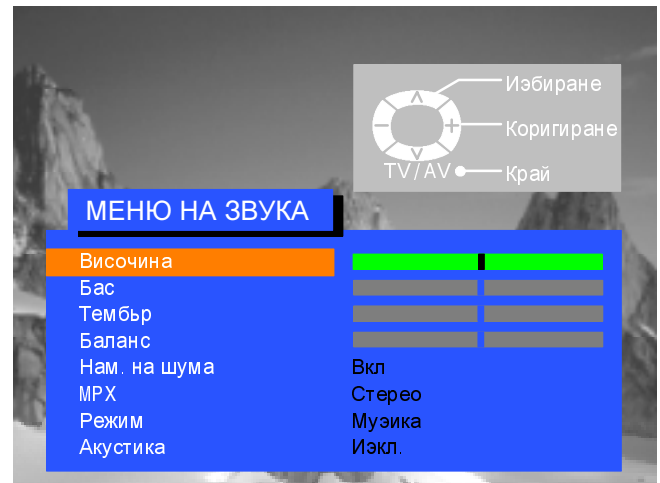 Иэбиране
Коригиране
TV/AV Край
МЕНЮ НА ЗВУКА
Височина
Бас
Тембър
Баланс
Нам. на шума Вкл
MPX Стерео
Режим Муэика
Акустика Иэкл.